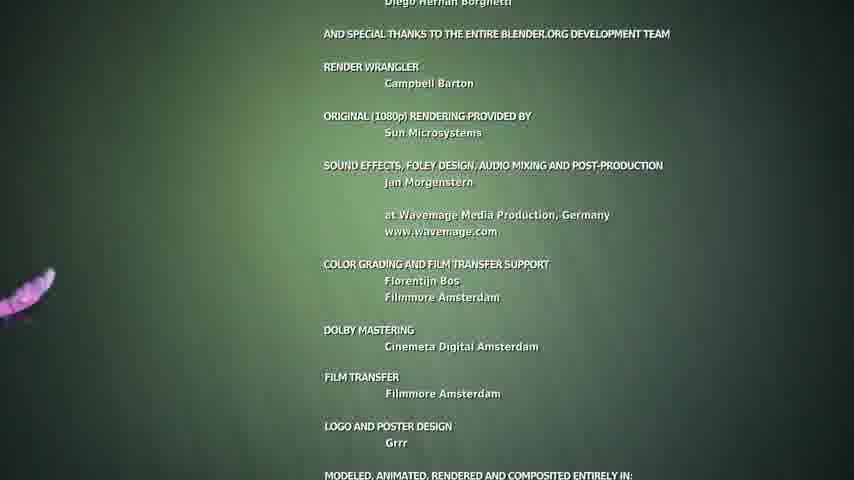 Diego Hernan Borghetti
AND SPECIAL THANKS TO THE ENTIRE BLENDER.ORG DEVELOPMENT TEAM
RENDER WRANGLER
Campbell Barton
ORIGINAL (1080p) RENDERING PROVIDED BY
Sun Microsystems
SOUND EFFECTS, FOLEY DESIGN, AUDIO MIXING AND POST-PRODUCTION
Jan Morgenstern
at Wavemage Media Production, Germany
www.wavemage.com
COLOR GRADING AND FILM TRANSFER SUPPORT
Florentijn Bos
Filmmore Amsterdam
DOLBY MASTERING
Cinemeta Digital Amsterdam
FILM TRANSFER
Filmmore Amsterdam
LOGO AND POSTER DESIGN
Grrr
MODELED, ANIMATED, RENDERED AND COMPOSITED ENTIRELY IN: